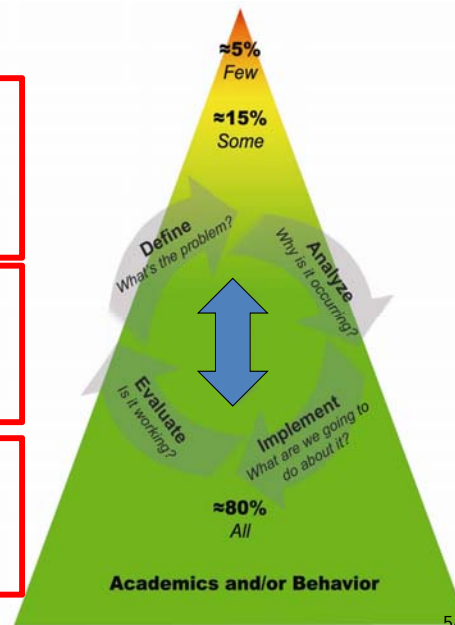 ≈5%
Few
≈15%
Some
Define
What's the problem?
Analyze
Why is it occurring?
Implement
What are we going to
do about it?
Evaluate
Is it working?
≈80%
All
Academics and/or Behavior
5